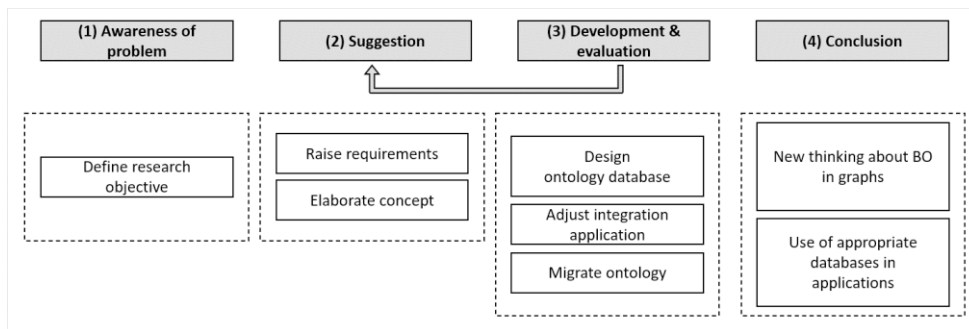 (1) Awareness of
problem
(2) Suggestion
(3) Development &
evaluation
(4) Conclusion
Define research
objective
Raise requirements
Elaborate concept
Design
ontology database
Adjust integration
application
Migrate ontology
New thinking about BO
in graphs
Use of appropriate
databases in
applications